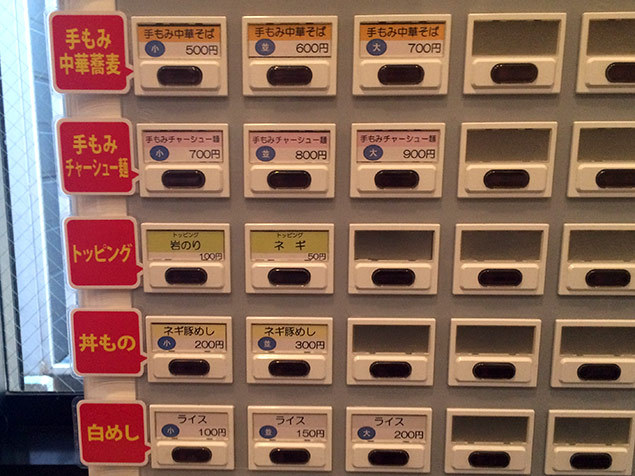 手もみ
中華蕎麦
手もみ中華そば
小 500円
手もみ中華そば
並 600円
手もみ中華そば
大 700円
手もみ
チャーシュー麺
手もみチャーシュー麺
小 700円
手もみチャーシュー麺
並 800円
手もみチャーシュー麺
大 900円
トッピング
トッピング
岩のり
100円
トッピング
ネギ
50円
丼もの
ネギ豚めし
小 200円
ネギ豚めし
並 300円
白めし
ライス
小 100円
ライス
並 150円
ライス
大 200円